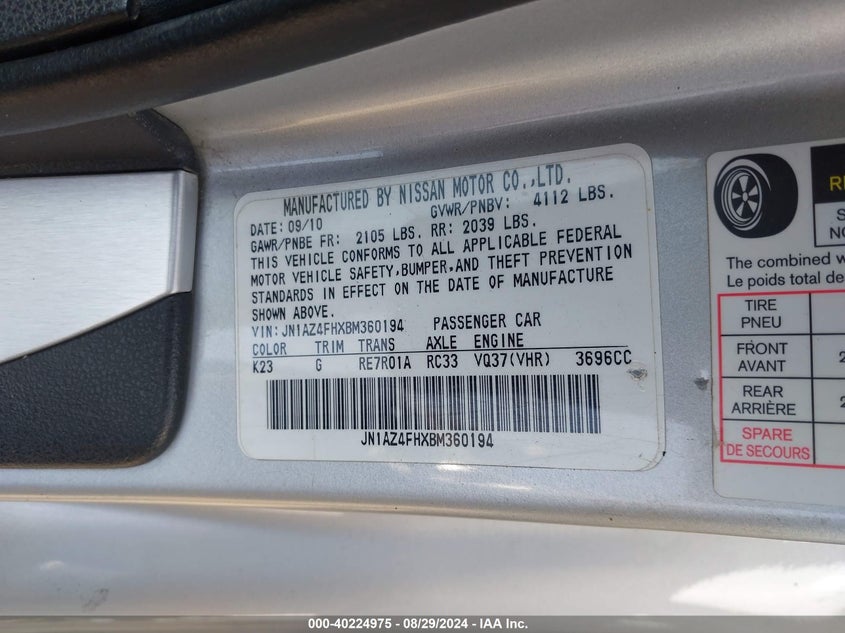 MANUFACTURED BY NISSAN MOTOR CO.,LTD.
DATE: 09/10 GVWR/PNBV: 4112 LBS.
GAWR/PNBE FR: 2105 LBS. RR: 2039 LBS.
THIS VEHICLE CONFORMS TO ALL APPLICABLE FEDERAL
MOTOR VEHICLE SAFETY,BUMPER,AND THEFT PREVENTION
STANDARDS IN EFFECT ON THE DATE OF MANUFACTURE
SHOWN ABOVE.
VIN:JN1AZ4FHXBM360194 PASSENGER CAR
COLOR TRIM TRANS AXLE ENGINE
K23 G RE7R01A RC33 VQ37(VHR) 3696CC
JN1AZ4FHXBM360194
The combined
Le poids total de
TIRE
PNEU
FRONT
AVANT
REAR
ARRIÈRE
SPARE
DE SECOURS
000-40224975 - 08/29/2024 - IAA Inc.